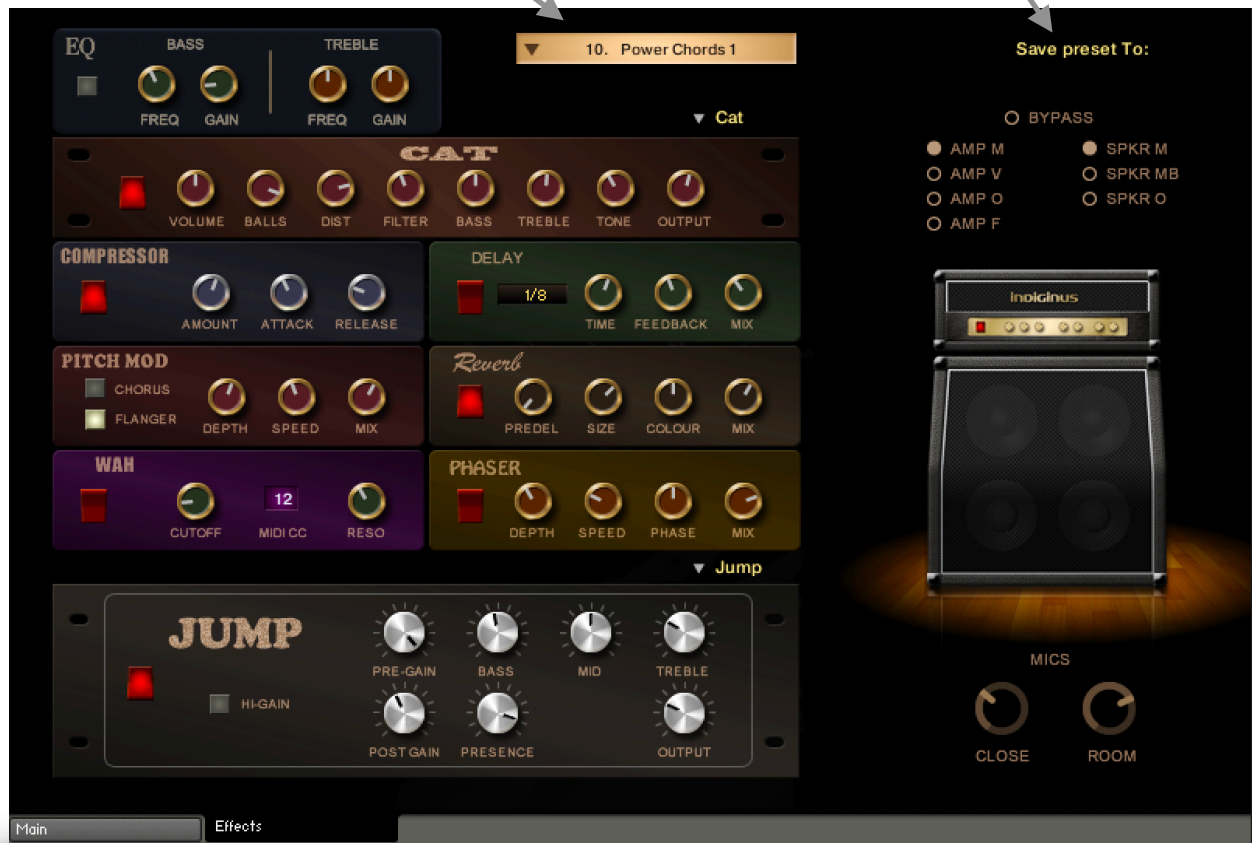 EQ
BASS
TREBLE
FREQ GAIN
FREQ GAIN
10. Power Chords 1
Save preset To:
Cat
BYPASS
AMP M
SPKR M
AMP V
SPKR MB
AMP O
SPKR O
AMP F
CAT
VOLUME BALLS DIST FILTER BASS TREBLE TONE OUTPUT
COMPRESSOR
AMOUNT ATTACK RELEASE
DELAY
1/8
TIME FEEDBACK MIX
PITCH MOD
CHORUS
FLANGER
DEPTH SPEED MIX
Reverb
PREDEL SIZE COLOUR MIX
WAH
12
CUTOFF MIDI CC RESO
PHASER
DEPTH SPEED PHASE MIX
indiginus
Jump
JUMP
HI-GAIN
PRE-GAIN BASS MID TREBLE
POST GAIN PRESENCE OUTPUT
MICS
CLOSE ROOM
Main Effects